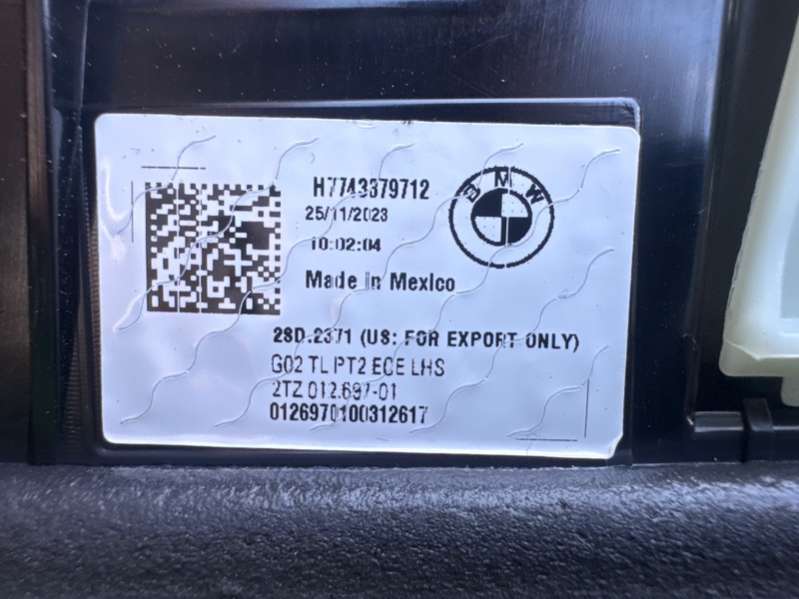 H7743379712
25/11/2023
10:02:04
Made in Mexico
BMW
28D.2371 (US: FOR EXPORT ONLY)
G02 TL PT2 ECE LHS
2TZ 012.697-01
0126970100312617